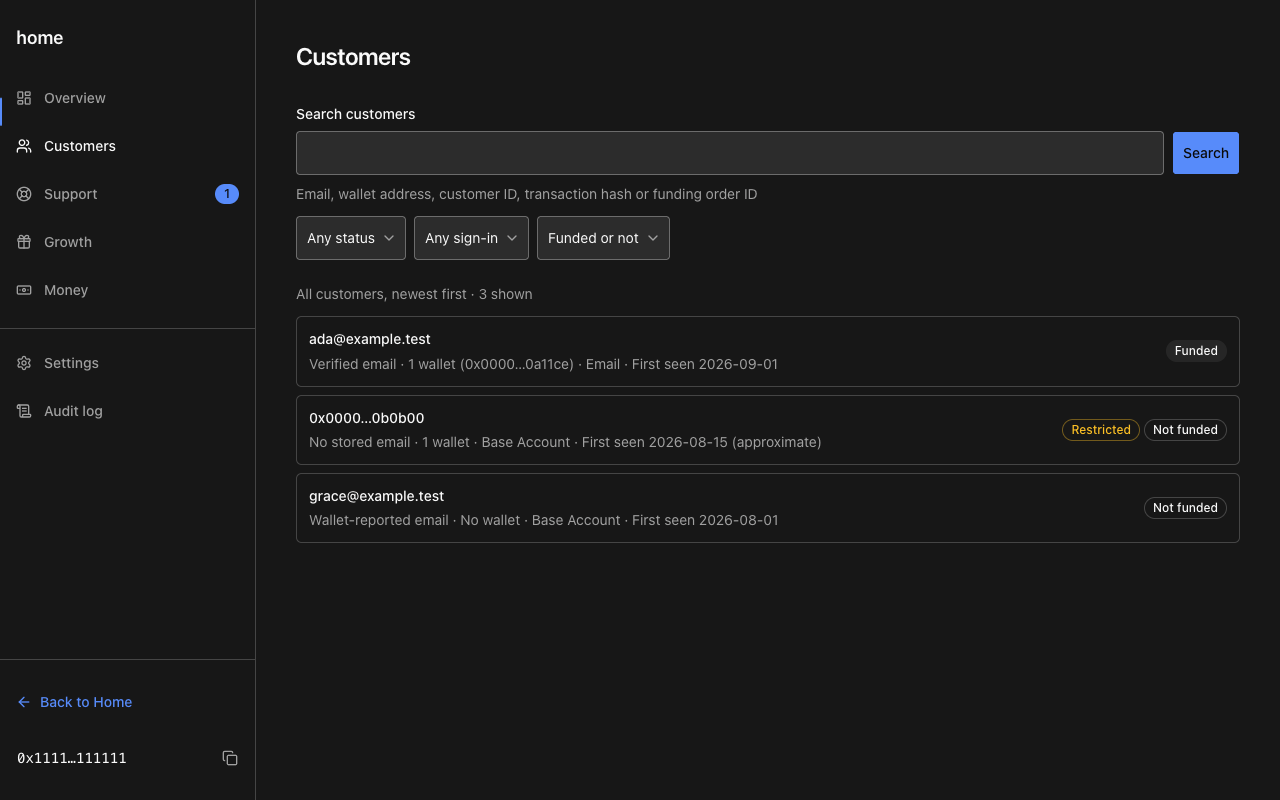 home
Overview
Customers
Support 1
Growth
Money
Settings
Audit log
Back to Home
0x1111…111111
Customers
Search customers
Search
Email, wallet address, customer ID, transaction hash or funding order ID
Any status Any sign-in Funded or not
All customers, newest first · 3 shown
ada@example.test
Verified email · 1 wallet (0x0000…0a11ce) · Email · First seen 2026-09-01
Funded
0x0000…0b0b00
No stored email · 1 wallet · Base Account · First seen 2026-08-15 (approximate)
Restricted Not funded
grace@example.test
Wallet-reported email · No wallet · Base Account · First seen 2026-08-01
Not funded